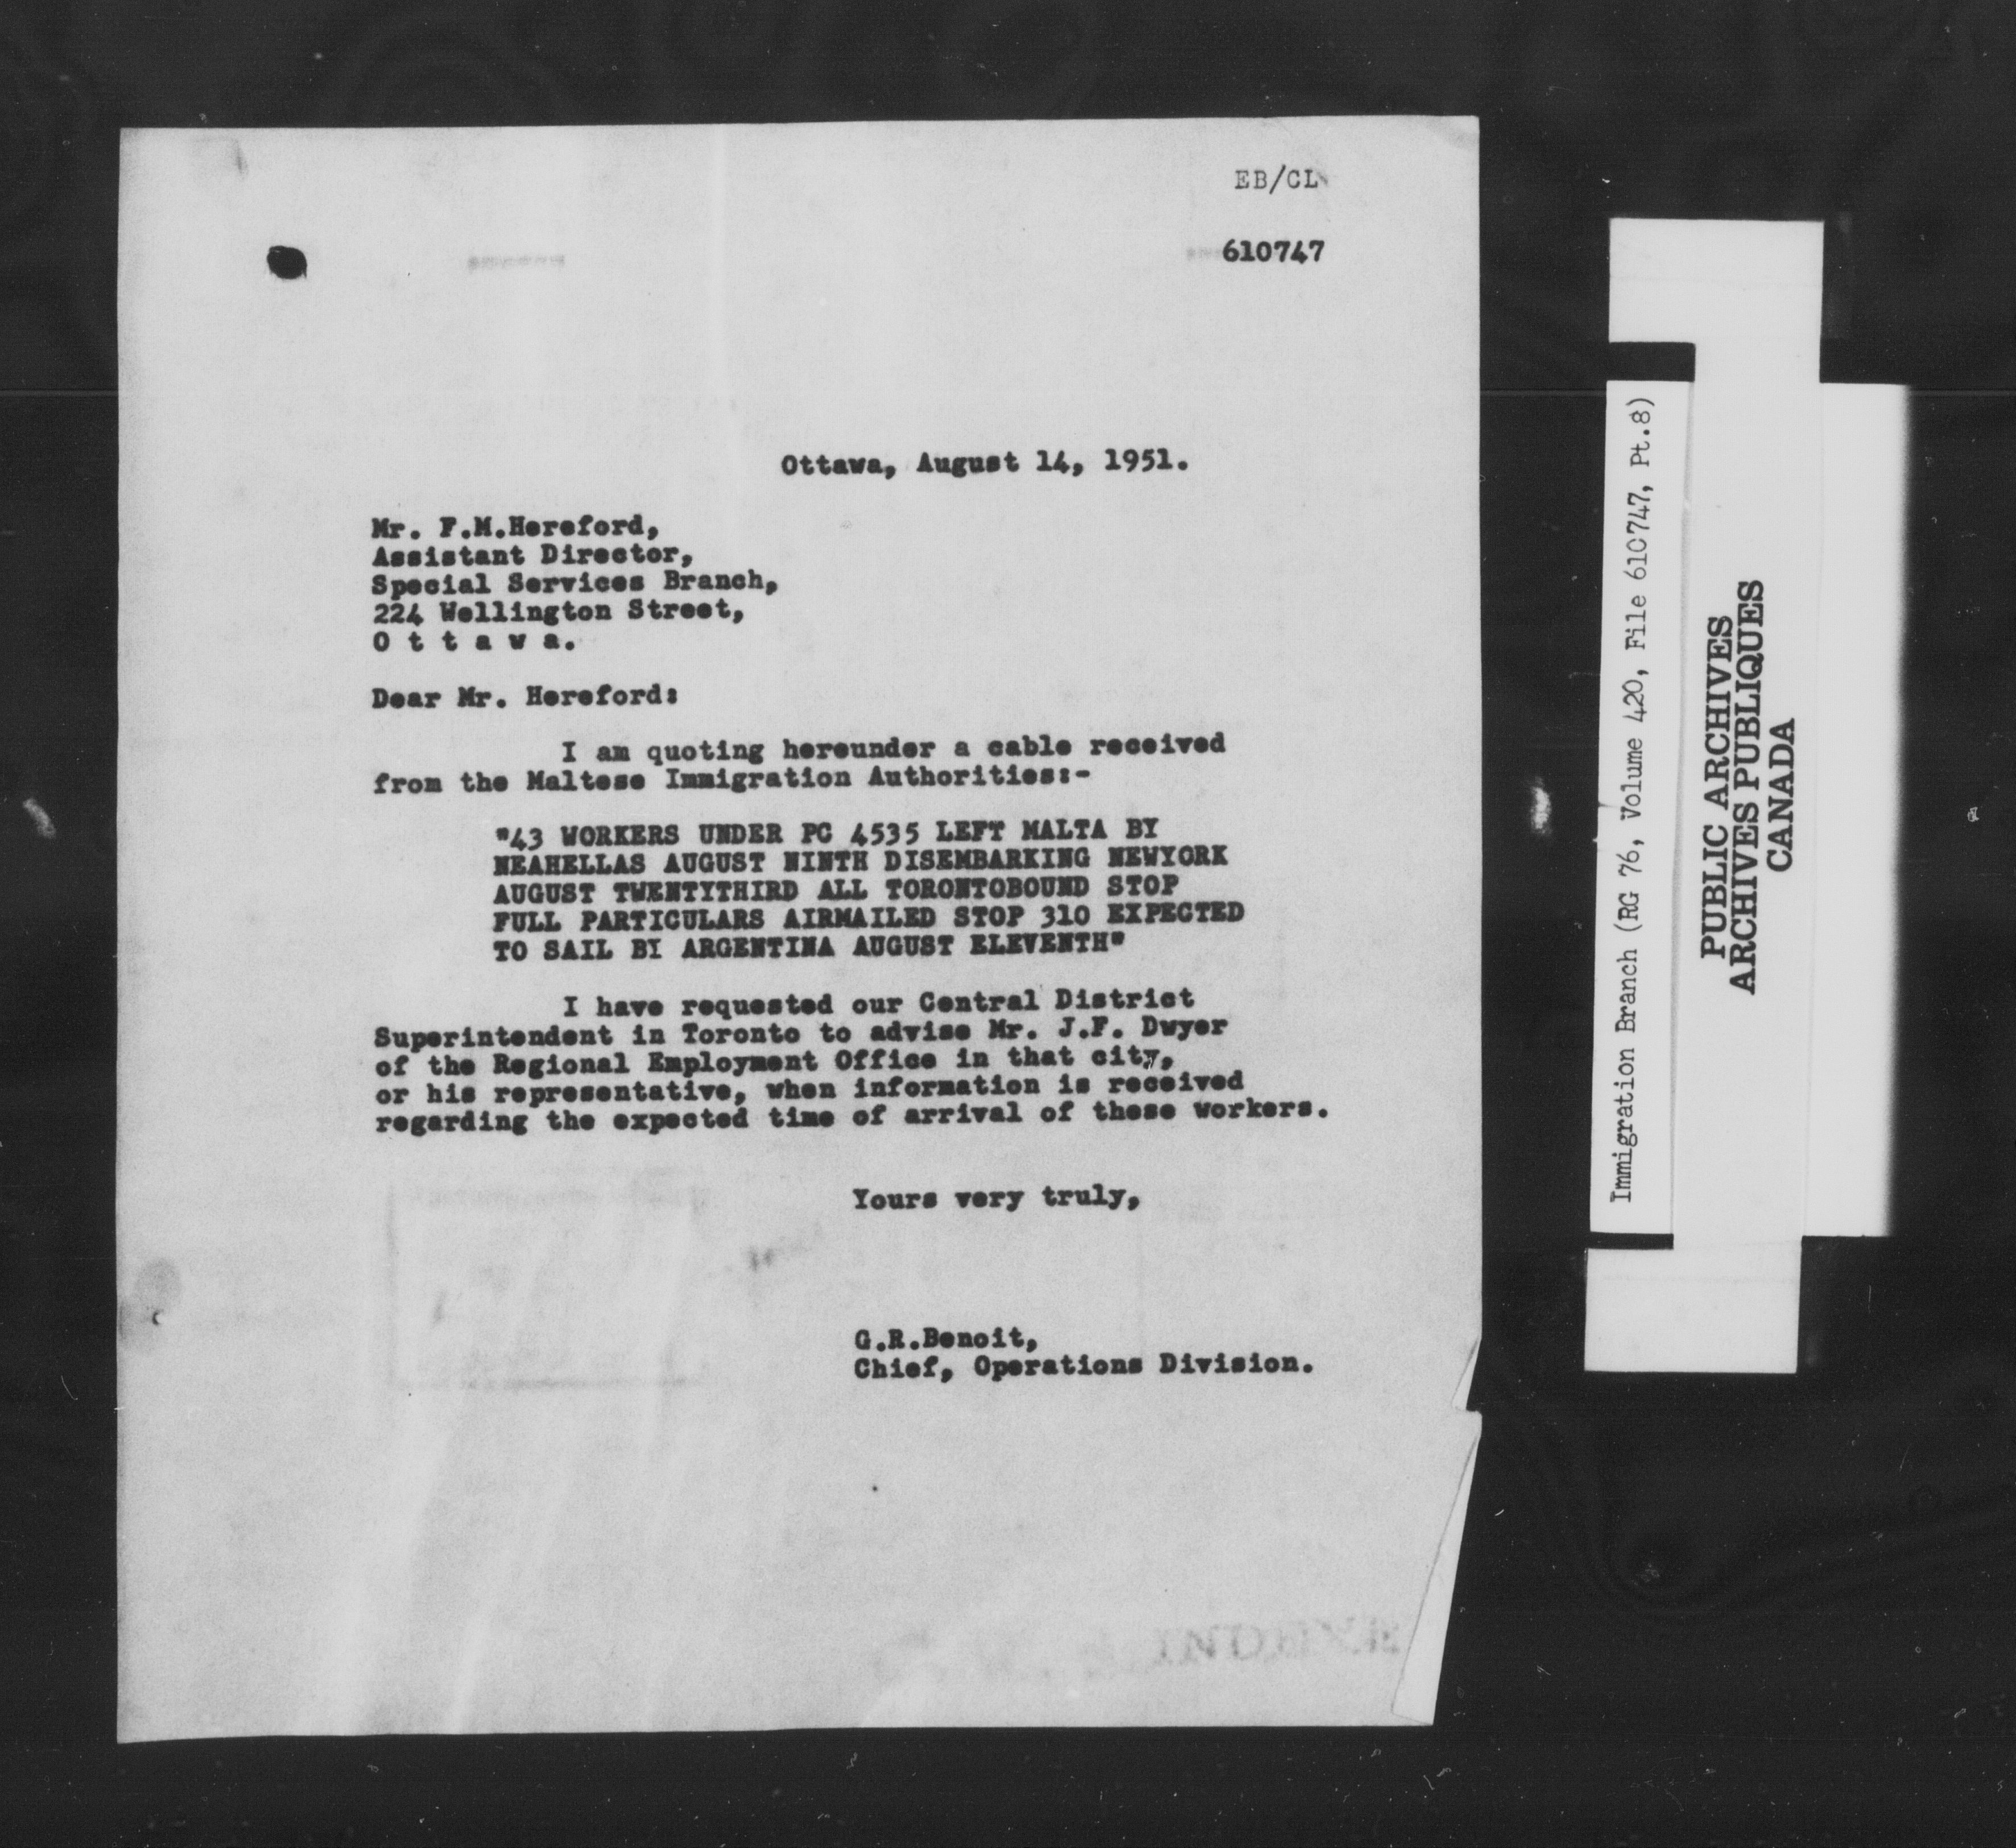 EB/CL
610747
Ottawa, August 14, 1951.
Mr. F.M.Hereford,
Assistant Director,
Special Services Branch,
224 Wellington Street,
O t t a w a.
Dear Mr. Hereford:
I am quoting hereunder a cable received
from the Maltese Immigration Authorities:-
"43 WORKERS UNDER PC 4535 LEFT MALTA BY
NEAHELLAS AUGUST NINTH DISEMBARKING NEWYORK
AUGUST TWENTYTHIRD ALL TORONTOBOUND STOP
FULL PARTICULARS AIRMAILED STOP 310 EXPECTED
TO SAIL BY ARGENTINA AUGUST ELEVENTH"
I have requested our Central District
Superintendent in Toronto to advise Mr. J.F. Dwyer
of the Regional Employment Office in that city,
or his representative, when information is received
regarding the expected time of arrival of these workers.
Yours very truly,
G.R.Benoit,
Chief, Operations Division.
Immigration Branch (RG 76, Volume 420, File 610747, Pt.8)
PUBLIC ARCHIVES
ARCHIVES PUBLIQUES
CANADA